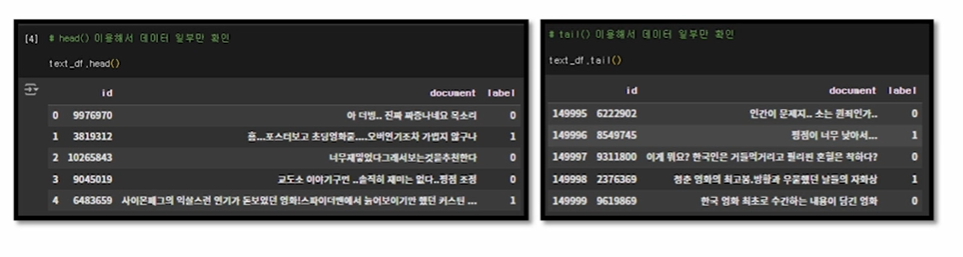 [4] # head() 이용해서 데이터 일부만 확인
text_df.head()
id document label
0 9976970 아 더빙.. 진짜 짜증나네요 목소리 0
1 3819312 흠...포스터보고 초딩영화줄....오버연기조차 가볍지 않구나 1
2 10265843 너무재밓었다그래서보는것을추천한다 0
3 9045019 교도소 이야기구먼 ..솔직히 재미는 없다..평점 조정 0
4 6483659 사이몬페그의 익살스런 연기가 돋보였던 영화!스파이더맨에서 늙어보이기만 했던 커스틴 ... 1
# tail() 이용해서 데이터 일부만 확인
text_df.tail()
id document label
149995 6222902 인간이 문제지.. 소는 뭔죄인가.. 0
149996 8549745 평점이 너무 낮아서... 1
149997 9311800 이게 뭐요? 한국인은 거들먹거리고 필리핀 혼혈은 착하다? 0
149998 2376369 청춘 영화의 최고봉.방황과 우울했던 날들의 자화상 1
149999 9619869 한국 영화 최초로 수간하는 내용이 담긴 영화 0